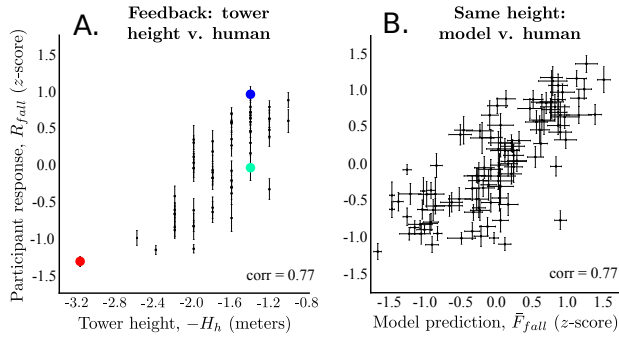 A.
Feedback: tower
height v. human
Participant response, R_fall (z-score)
1.5
1.0
0.5
0.0
-0.5
-1.0
-1.5
corr = 0.77
-3.2 -2.8 -2.4 -2.0 -1.6 -1.2 -0.8
Tower height, −H_h (meters)
B.
Same height:
model v. human
1.5
1.0
0.5
0.0
-0.5
-1.0
-1.5
corr = 0.77
-1.5 -1.0 -0.5 0.0 0.5 1.0 1.5
Model prediction, F̄_fall (z-score)